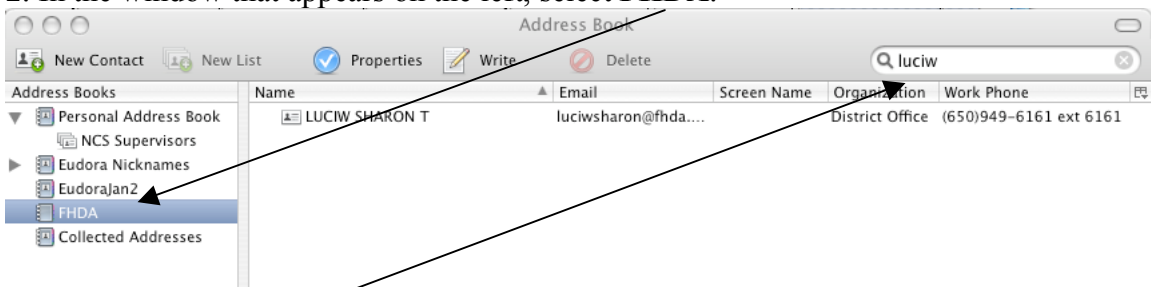 2. In the window that appears on the left, select FHDA.
Address Book
New Contact New List Properties Write Delete luciw
Address Books Name Email Screen Name Organization Work Phone
Personal Address Book LUCIW SHARON T luciwsharon@fhda.... District Office (650)949-6161 ext 6161
NCS Supervisors
Eudora Nicknames
EudoraJan2
FHDA
Collected Addresses